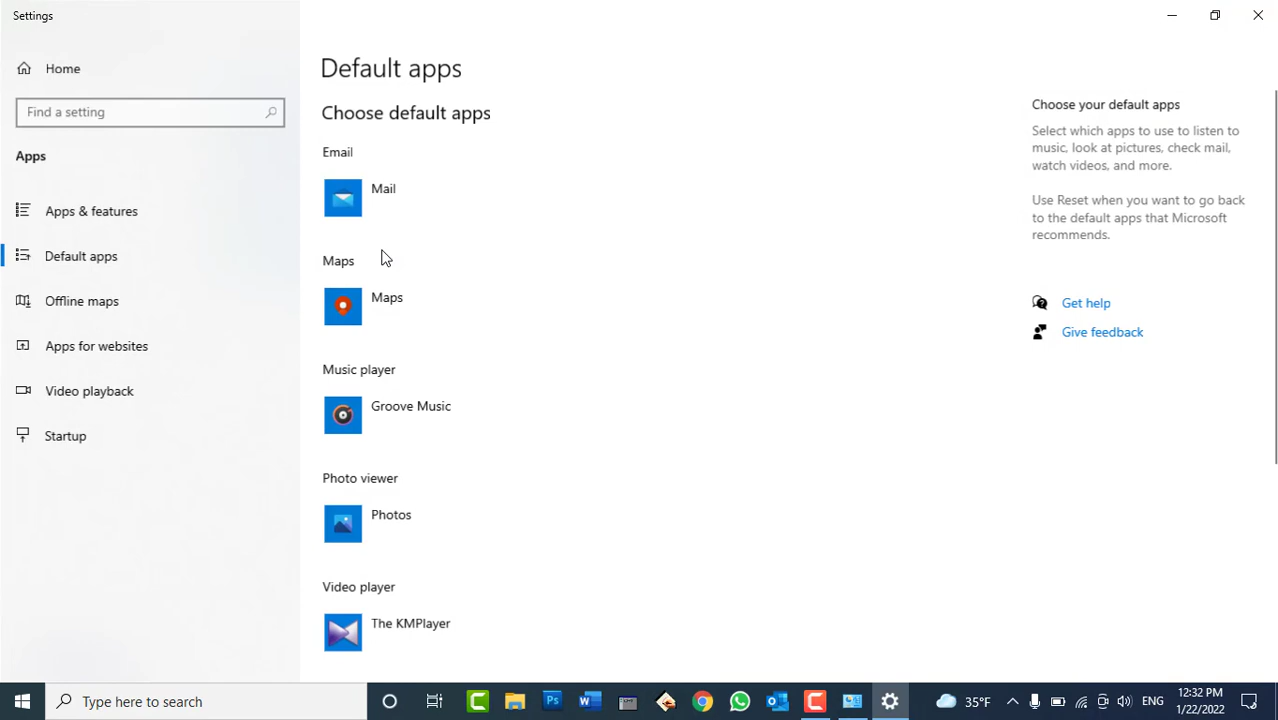 Settings
Home
Find a setting
Apps
Apps & features
Default apps
Offline maps
Apps for websites
Video playback
Startup
Default apps
Choose default apps
Email
Mail
Maps
Maps
Music player
Groove Music
Photo viewer
Photos
Video player
The KMPlayer
Choose your default apps
Select which apps to use to listen to
music, look at pictures, check mail,
watch videos, and more.
Use Reset when you want to go back
to the default apps that Microsoft
recommends.
Get help
Give feedback
Type here to search
Ps
35°F
ENG
12:32 PM
1/22/2022